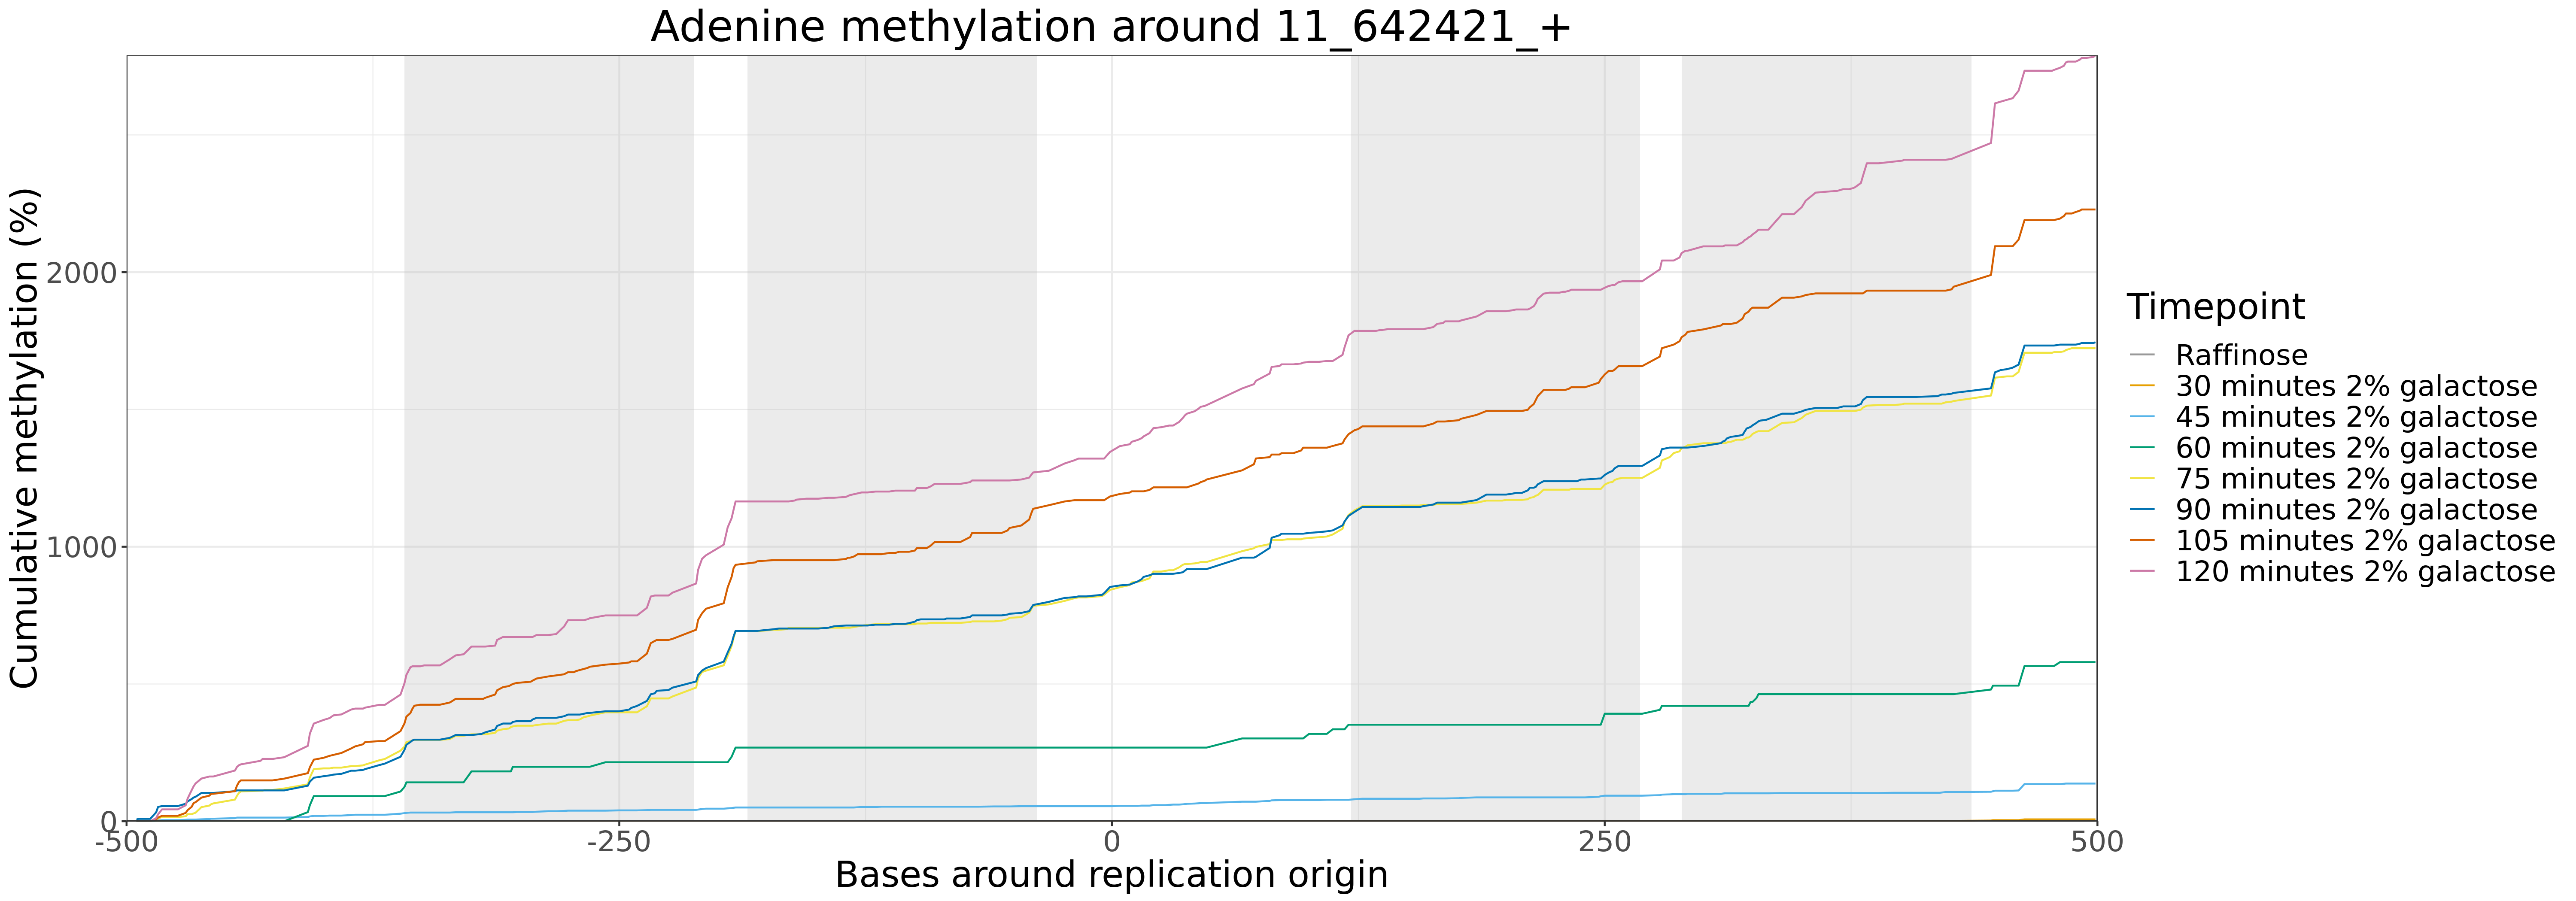 Adenine methylation around 11_642421_+
Cumulative methylation (%)
2000
1000
0
-500
-250
0
250
500
Bases around replication origin
Timepoint
Raffinose
30 minutes 2% galactose
45 minutes 2% galactose
60 minutes 2% galactose
75 minutes 2% galactose
90 minutes 2% galactose
105 minutes 2% galactose
120 minutes 2% galactose